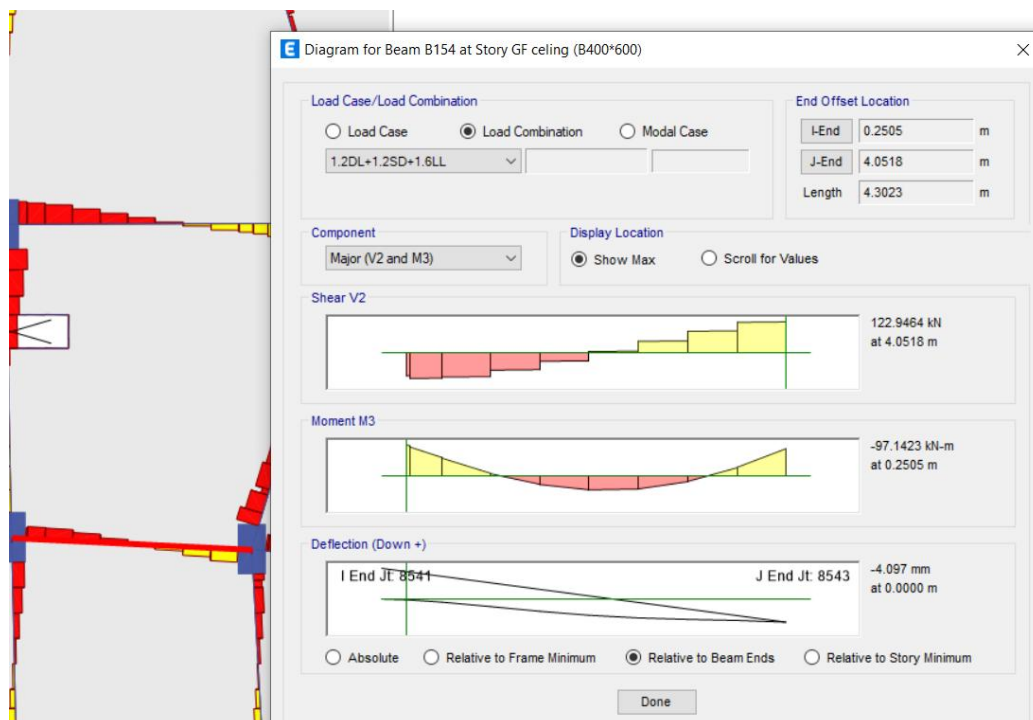 E Diagram for Beam B154 at Story GF celing (B400*600)
Load Case/Load Combination
Load Case Load Combination Modal Case
1.2DL+1.2SD+1.6LL
End Offset Location
I-End 0.2505 m
J-End 4.0518 m
Length 4.3023 m
Component
Major (V2 and M3)
Display Location
Show Max Scroll for Values
Shear V2
122.9464 kN
at 4.0518 m
Moment M3
-97.1423 kN-m
at 0.2505 m
Deflection (Down +)
I End Jt: 8541 J End Jt: 8543
-4.097 mm
at 0.0000 m
Absolute Relative to Frame Minimum Relative to Beam Ends Relative to Story Minimum
Done